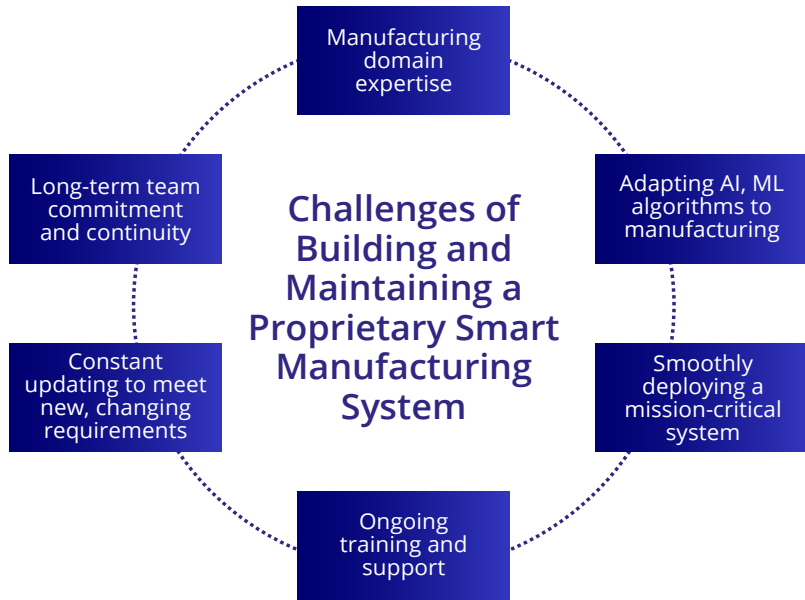 Manufacturing
domain
expertise
Long-term team
commitment
and continuity
Adapting AI, ML
algorithms to
manufacturing
Challenges of
Building and
Maintaining a
Proprietary Smart
Manufacturing
System
Constant
updating to meet
new, changing
requirements
Smoothly
deploying a
mission-critical
system
Ongoing
training and
support